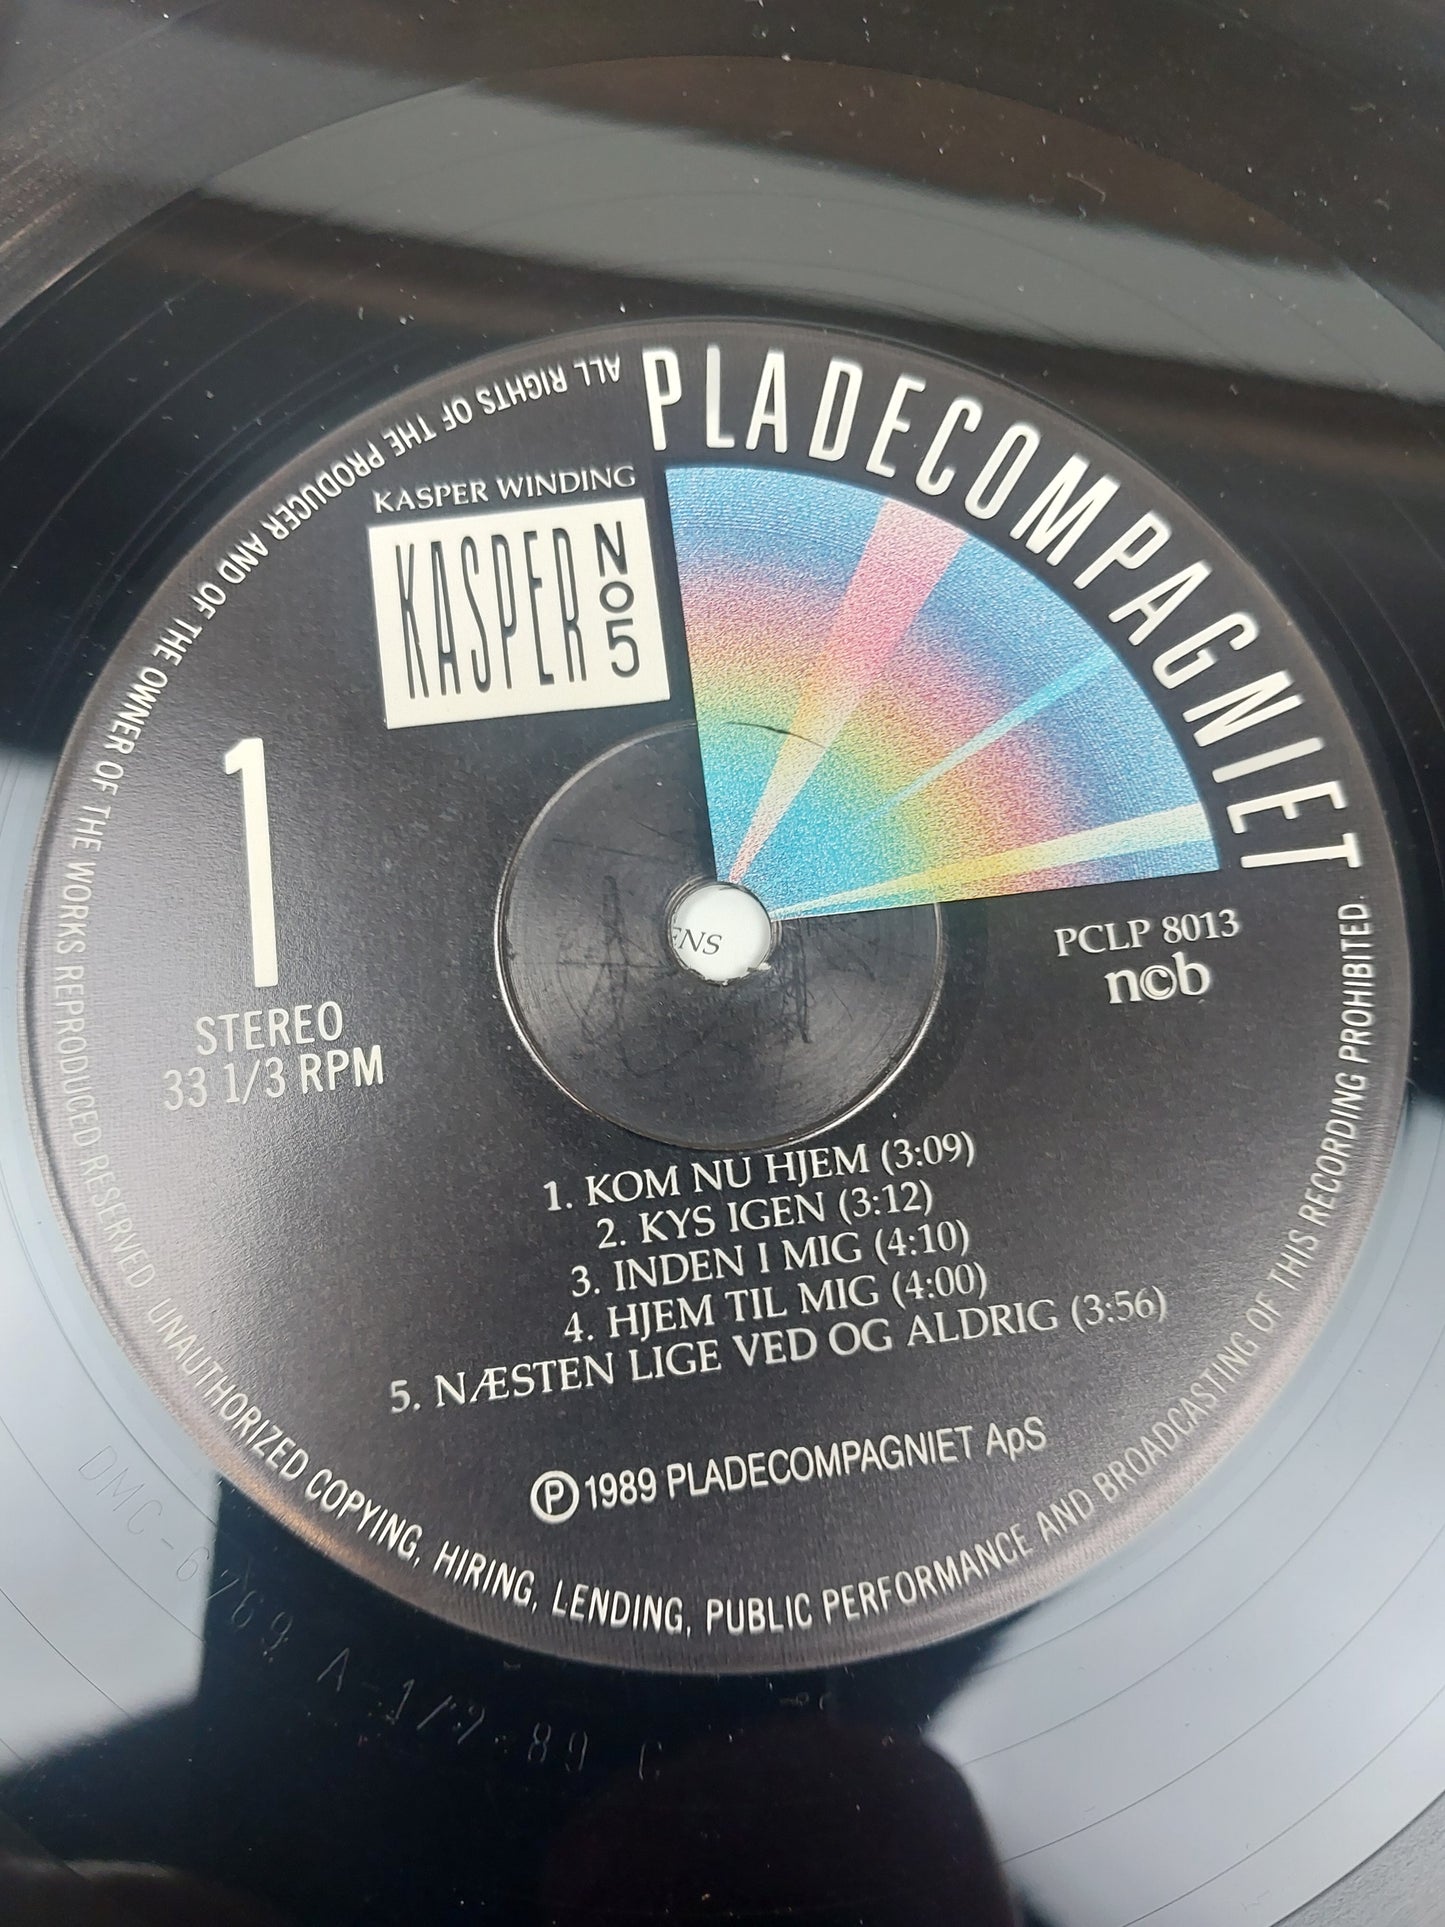 PLADECOMPAGNIET
KASPER WINDING
KASPER No 5
1
STEREO
33 1/3 RPM
ENS
PCLP 8013
n©b
1. KOM NU HJEM (3:09)
2. KYS IGEN (3:12)
3. INDEN I MIG (4:10)
4. HJEM TIL MIG (4:00)
5. NÆSTEN LIGE VED OG ALDRIG (3:56)
Ⓟ 1989 PLADECOMPAGNIET ApS
ALL RIGHTS OF THE PRODUCER AND OF THE OWNER OF THE WORKS REPRODUCED RESERVED UNAUTHORIZED COPYING, HIRING, LENDING, PUBLIC PERFORMANCE AND BROADCASTING OF THIS RECORDING PROHIBITED.